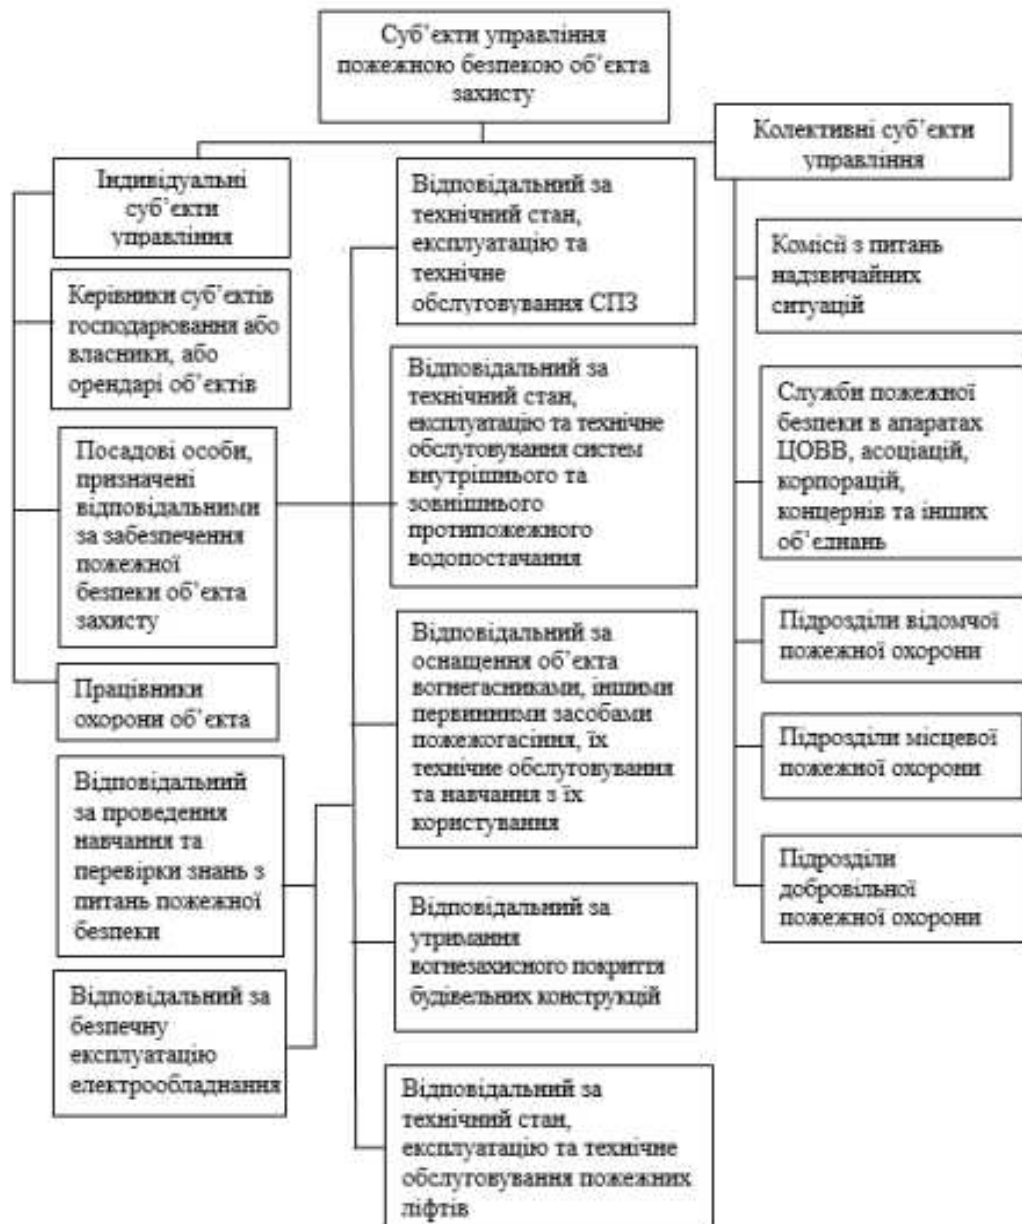 Суб’єкти управління
пожежною безпекою об’єкта
захисту
Колективні суб’єкти
управління
Індивідуальні
суб’єкти
управління
Керівники суб’єктів
господарювання або
власники, або
орендарі об’єктів
Посадові особи,
призначені
відповідальними
за забезпечення
пожежної
безпеки об’єкта
захисту
Працівники
охорони об’єкта
Відповідальний
за проведення
навчання та
перевірки знань з
питань пожежної
безпеки
Відповідальний за
безпечну
експлуатацію
електрообладнання
Відповідальний за
технічний стан,
експлуатацію та
технічне
обслуговування СПЗ
Відповідальний за
технічний стан,
експлуатацію та технічне
обслуговування систем
внутрішнього та
зовнішнього
протипожежного
водопостачання
Відповідальний за
оснащення об’єкта
вогнегасниками, іншими
первинними засобами
пожежогасіння, їх
технічне обслуговування
та навчання з їх
користування
Відповідальний за
утримання
вогнезахисного покриття
будівельних конструкцій
Відповідальний за
технічний стан,
експлуатацію та технічне
обслуговування пожежних
ліфтів
Комісії з питань
надзвичайних
ситуацій
Служби пожежної
безпеки в апаратах
ЦОВВ, асоціацій,
корпорацій,
концернів та інших
об’єднань
Підрозділи відомчої
пожежної охорони
Підрозділи місцевої
пожежної охорони
Підрозділи
добровільної
пожежної охорони